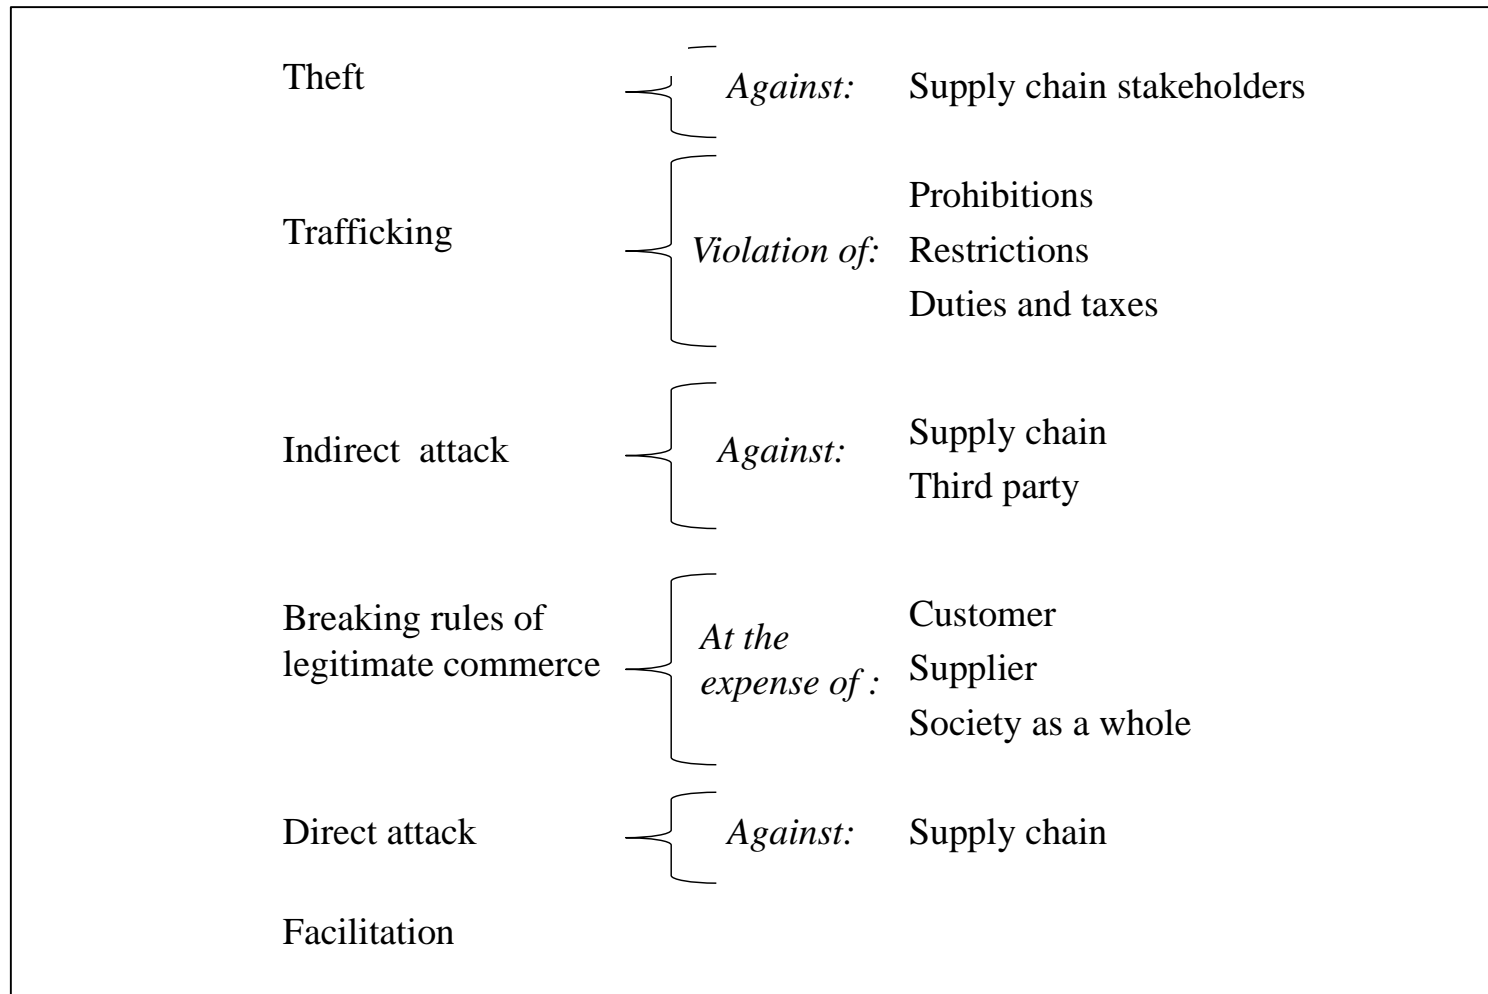 Theft
Against:
Supply chain stakeholders
Trafficking
Violation of:
Prohibitions
Restrictions
Duties and taxes
Indirect  attack
Against:
Supply chain
Third party
Breaking rules of
legitimate commerce
At the
expense of :
Customer
Supplier
Society as a whole
Direct attack
Against:
Supply chain
Facilitation